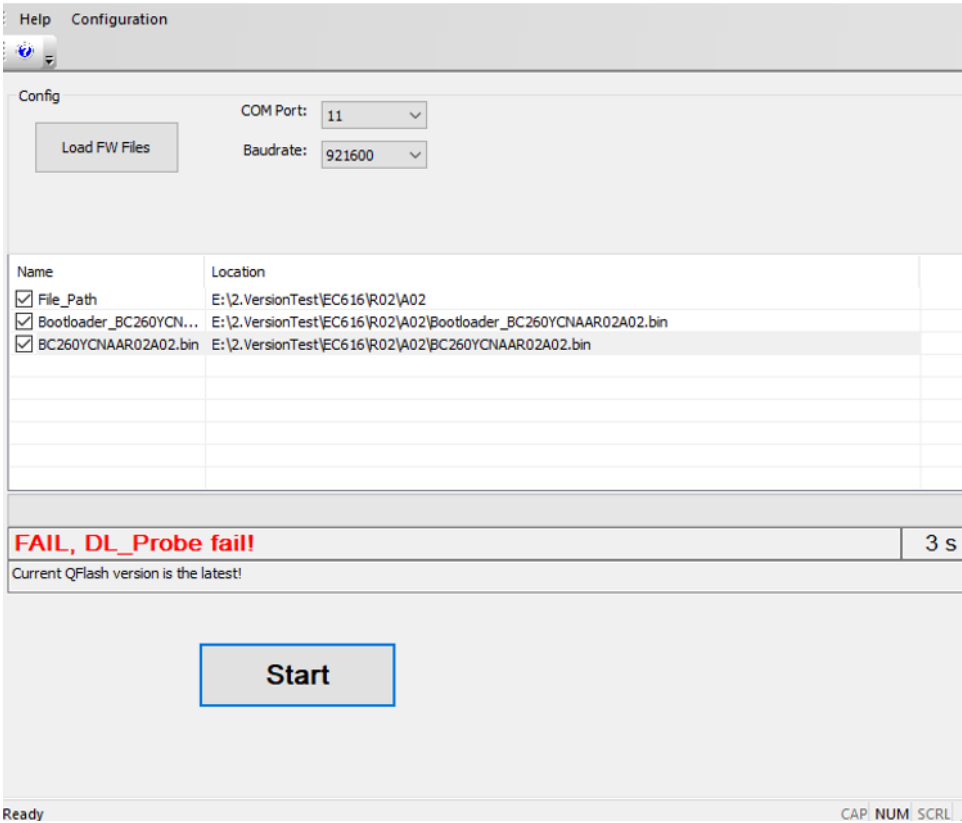 Help Configuration
Config
COM Port: 11
Load FW Files
Baudrate: 921600
Name Location
File_Path E:\2.VersionTest\EC616\R02\A02
Bootloader_BC260YCN... E:\2.VersionTest\EC616\R02\A02\Bootloader_BC260YCNAAR02A02.bin
BC260YCNAAR02A02.bin E:\2.VersionTest\EC616\R02\A02\BC260YCNAAR02A02.bin
FAIL, DL_Probe fail! 3 s
Current QFlash version is the latest!
Start
Ready CAP NUM SCRL